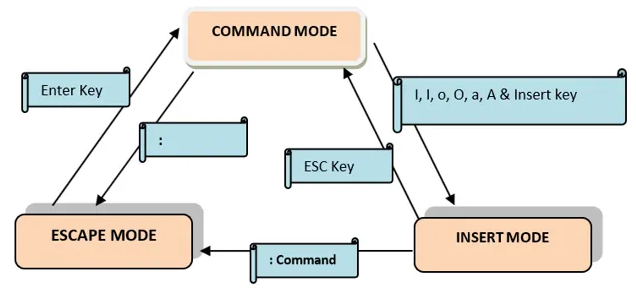 COMMAND MODE
Enter Key
I, I, o, O, a, A & Insert key
:
ESC Key
ESCAPE MODE
INSERT MODE
: Command